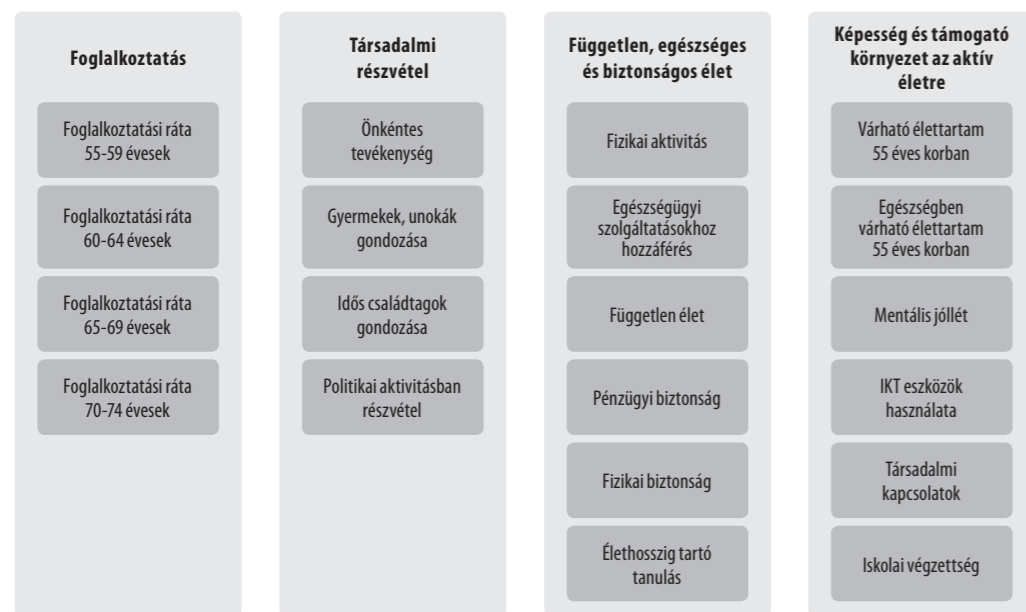 Foglalkoztatás
Foglalkoztatási ráta
55-59 évesek
Foglalkoztatási ráta
60-64 évesek
Foglalkoztatási ráta
65-69 évesek
Foglalkoztatási ráta
70-74 évesek
Társadalmi
részvétel
Önkéntes
tevékenység
Gyermekek, unokák
gondozása
Idős családtagok
gondozása
Politikai aktivitásban
részvétel
Független, egészséges
és biztonságos élet
Fizikai aktivitás
Egészségügyi
szolgáltatásokhoz
hozzáférés
Független élet
Pénzügyi biztonság
Fizikai biztonság
Élethosszig tartó
tanulás
Képesség és támogató
környezet az aktív
életre
Várható élettartam
55 éves korban
Egészségben
várható élettartam
55 éves korban
Mentális jóllét
IKT eszközök
használata
Társadalmi
kapcsolatok
Iskolai végzettség